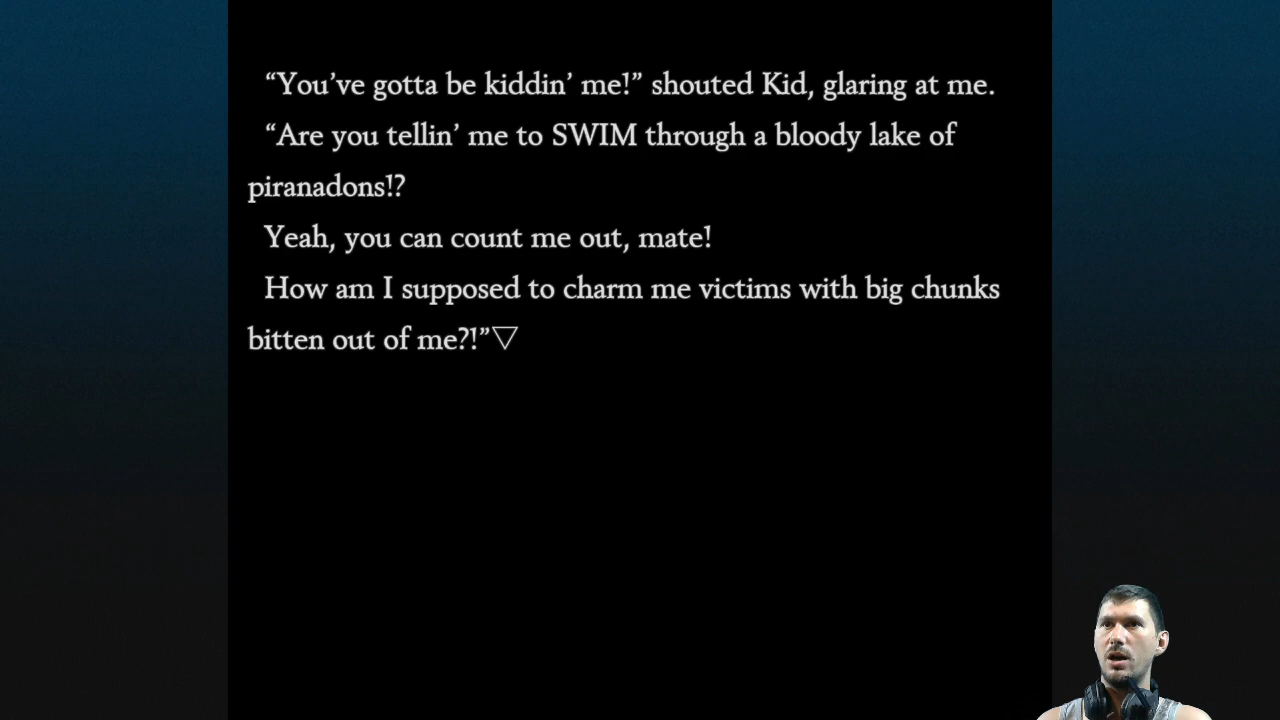 “You’ve gotta be kiddin’ me!” shouted Kid, glaring at me.
“Are you tellin’ me to SWIM through a bloody lake of
piranadons!?
Yeah, you can count me out, mate!
How am I supposed to charm me victims with big chunks
bitten out of me?!”▽